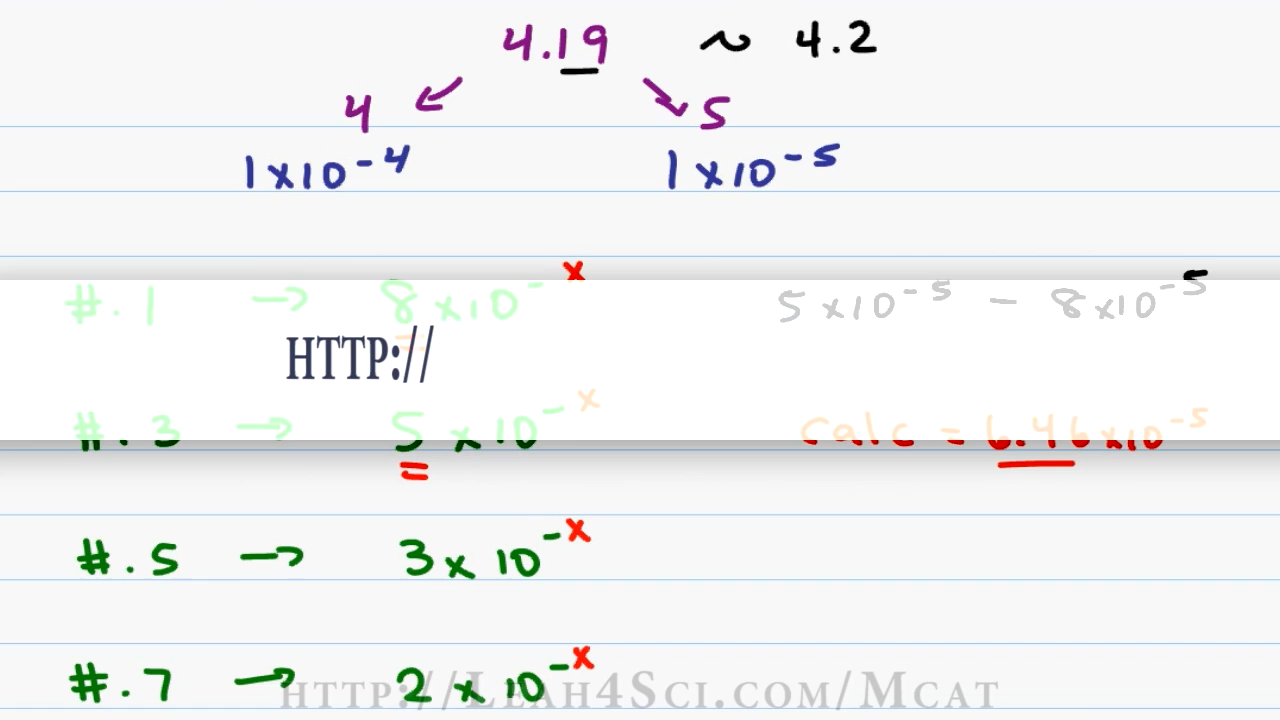 4.19 ~ 4.2
4 5
1x10⁻⁴ 1x10⁻⁵
#.1 → 8x10⁻ˣ 5x10⁻⁵ – 8x10⁻⁵
HTTP://
#.3 → 5x10⁻ˣ calc = 6.46x10⁻⁵
#.5 → 3x10⁻ˣ
#.7 → 2x10⁻ˣ
HTTP://LEAH4SCI.COM/MCAT